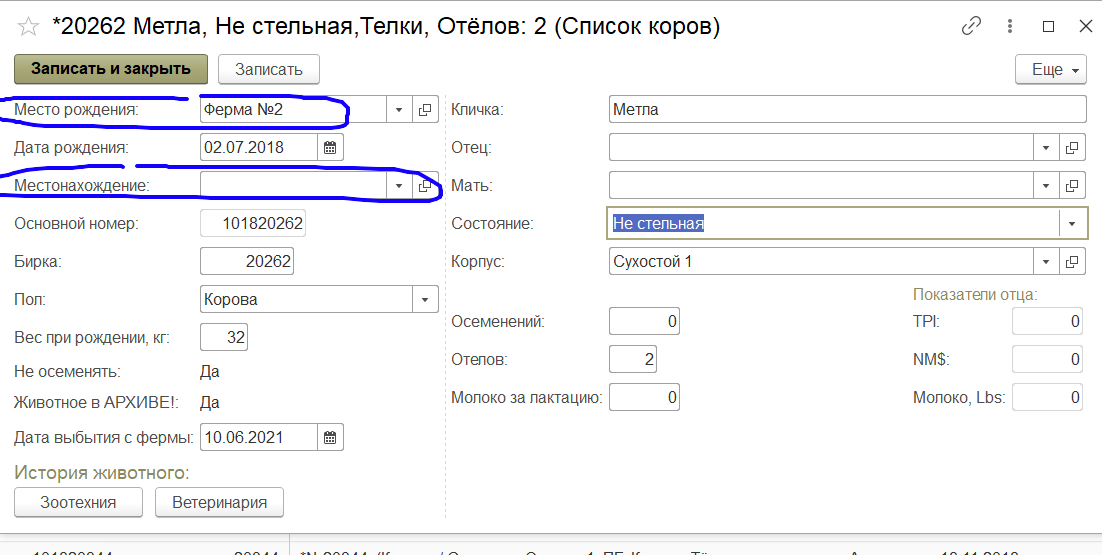 *20262 Метла, Не стельная,Телки, Отёлов: 2 (Список коров)
Записать и закрыть
Записать
Еще
Место рождения: Ферма №2
Кличка: Метла
Дата рождения: 02.07.2018
Отец:
Местонахождение:
Мать:
Основной номер: 101820262
Состояние: Не стельная
Бирка: 20262
Корпус: Сухостой 1
Пол: Корова
Показатели отца:
Осеменений: 0
TPI: 0
Вес при рождении, кг: 32
Отелов: 2
NM$: 0
Не осеменять: Да
Молоко за лактацию: 0
Молоко, Lbs: 0
Животное в АРХИВЕ!: Да
Дата выбытия с фермы: 10.06.2021
История животного:
Зоотехния
Ветеринария